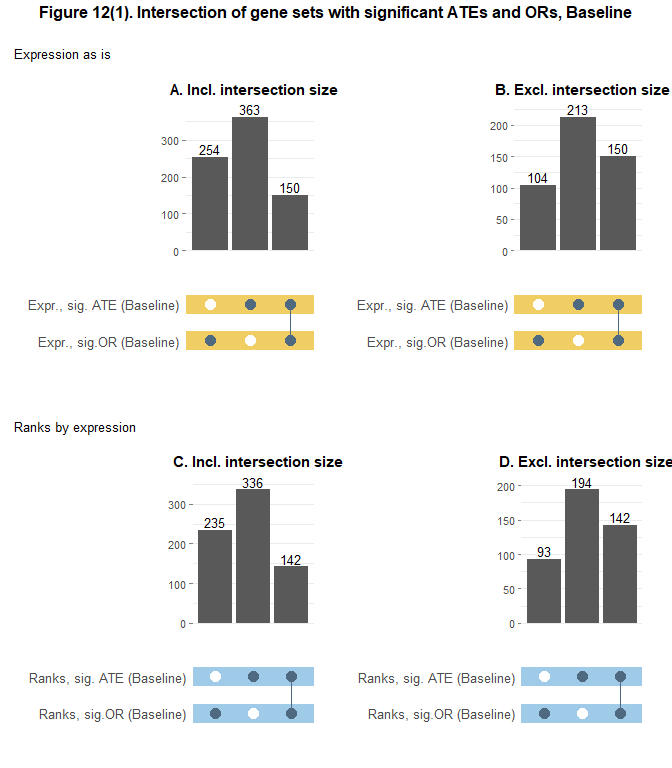 Figure 12(1). Intersection of gene sets with significant ATEs and ORs, Baseline
Expression as is
A. Incl. intersection size
363
254
150
300
200
100
0
Expr., sig. ATE (Baseline)
Expr., sig.OR (Baseline)
B. Excl. intersection size
213
150
104
200
150
100
50
0
Expr., sig. ATE (Baseline)
Expr., sig.OR (Baseline)
Ranks by expression
C. Incl. intersection size
336
235
142
300
200
100
0
Ranks, sig. ATE (Baseline)
Ranks, sig.OR (Baseline)
D. Excl. intersection size
194
142
93
200
150
100
50
0
Ranks, sig. ATE (Baseline)
Ranks, sig.OR (Baseline)